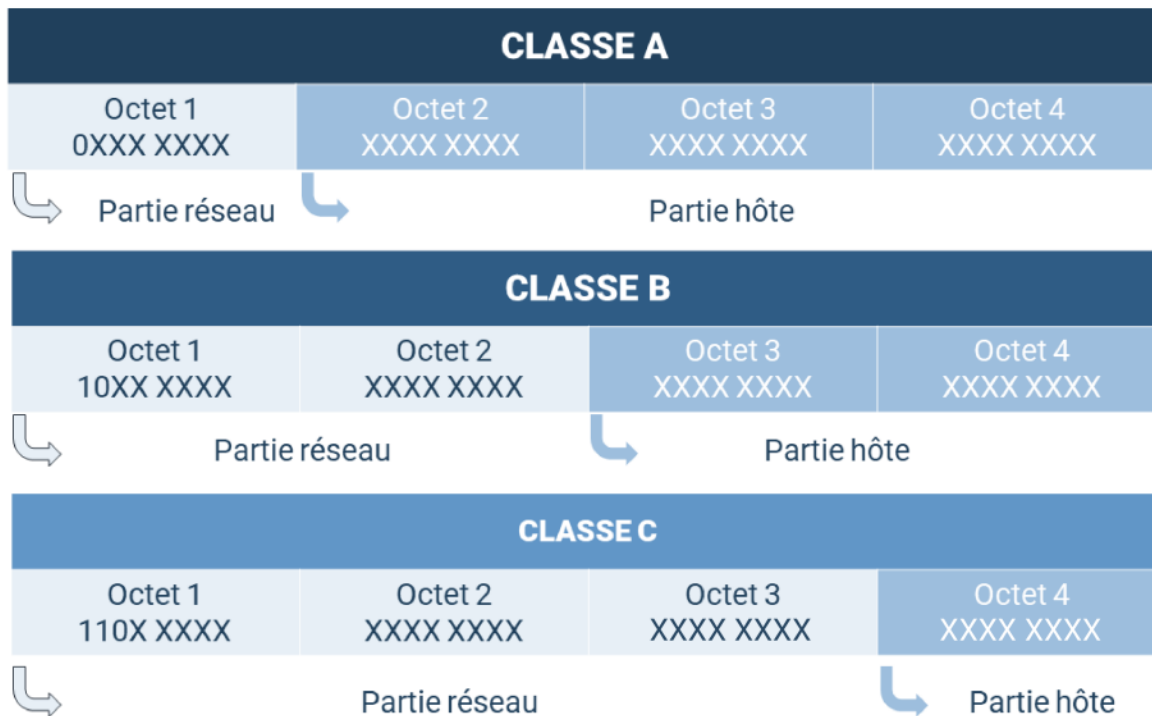 CLASSE A
Octet 1 Octet 2 Octet 3 Octet 4
0XXX XXXX XXXX XXXX XXXX XXXX XXXX XXXX
Partie réseau Partie hôte
CLASSE B
Octet 1 Octet 2 Octet 3 Octet 4
10XX XXXX XXXX XXXX XXXX XXXX XXXX XXXX
Partie réseau Partie hôte
CLASSE C
Octet 1 Octet 2 Octet 3 Octet 4
110X XXXX XXXX XXXX XXXX XXXX XXXX XXXX
Partie réseau Partie hôte